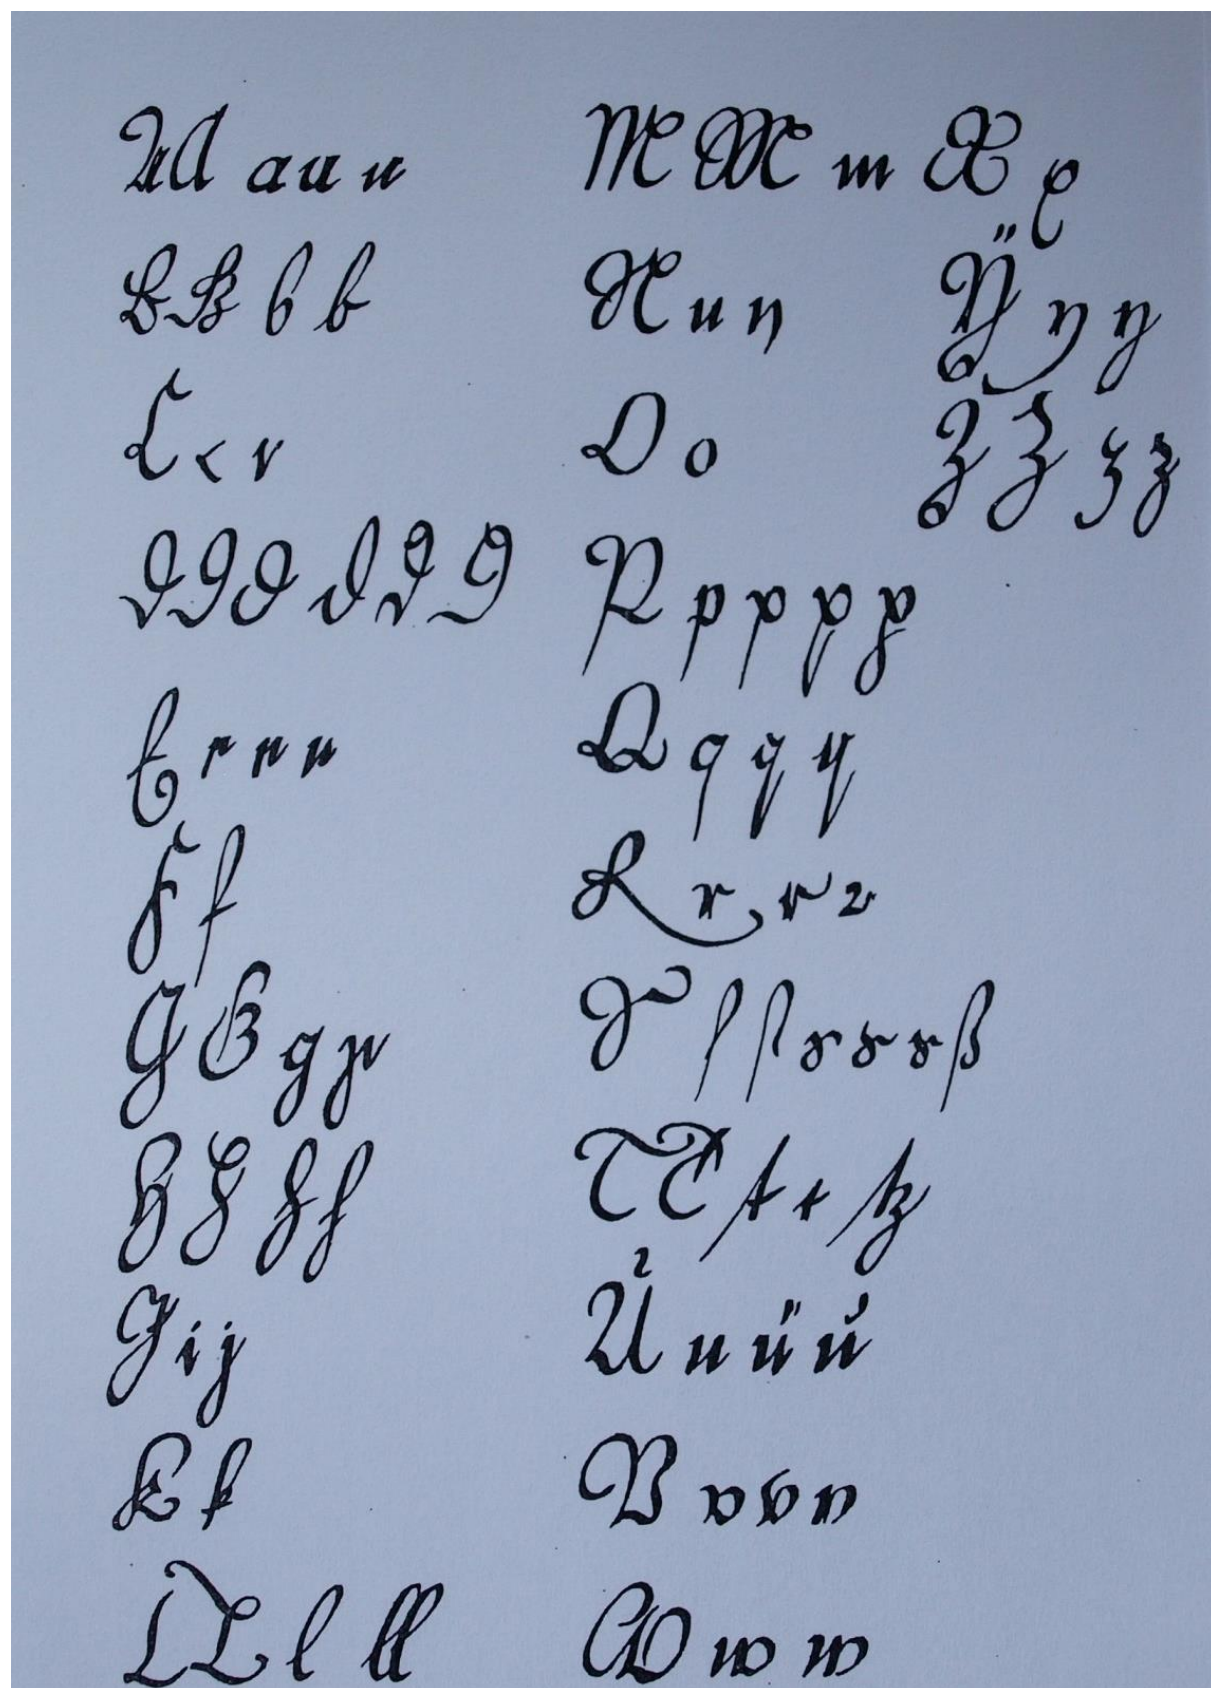 A A a a a
B B b b
C c c
D D D d d d
E e e e
F f
G G g g
H H h h
I i j
K k
L L l ll
M M m
N n n
O o
P p p p p
Q q q q
R r r r
S ſ ſ s s s ß
T T t t tz
Ủ u ü ŭ
V v v v
W w w
X x
Ÿ y y
Z Z z z